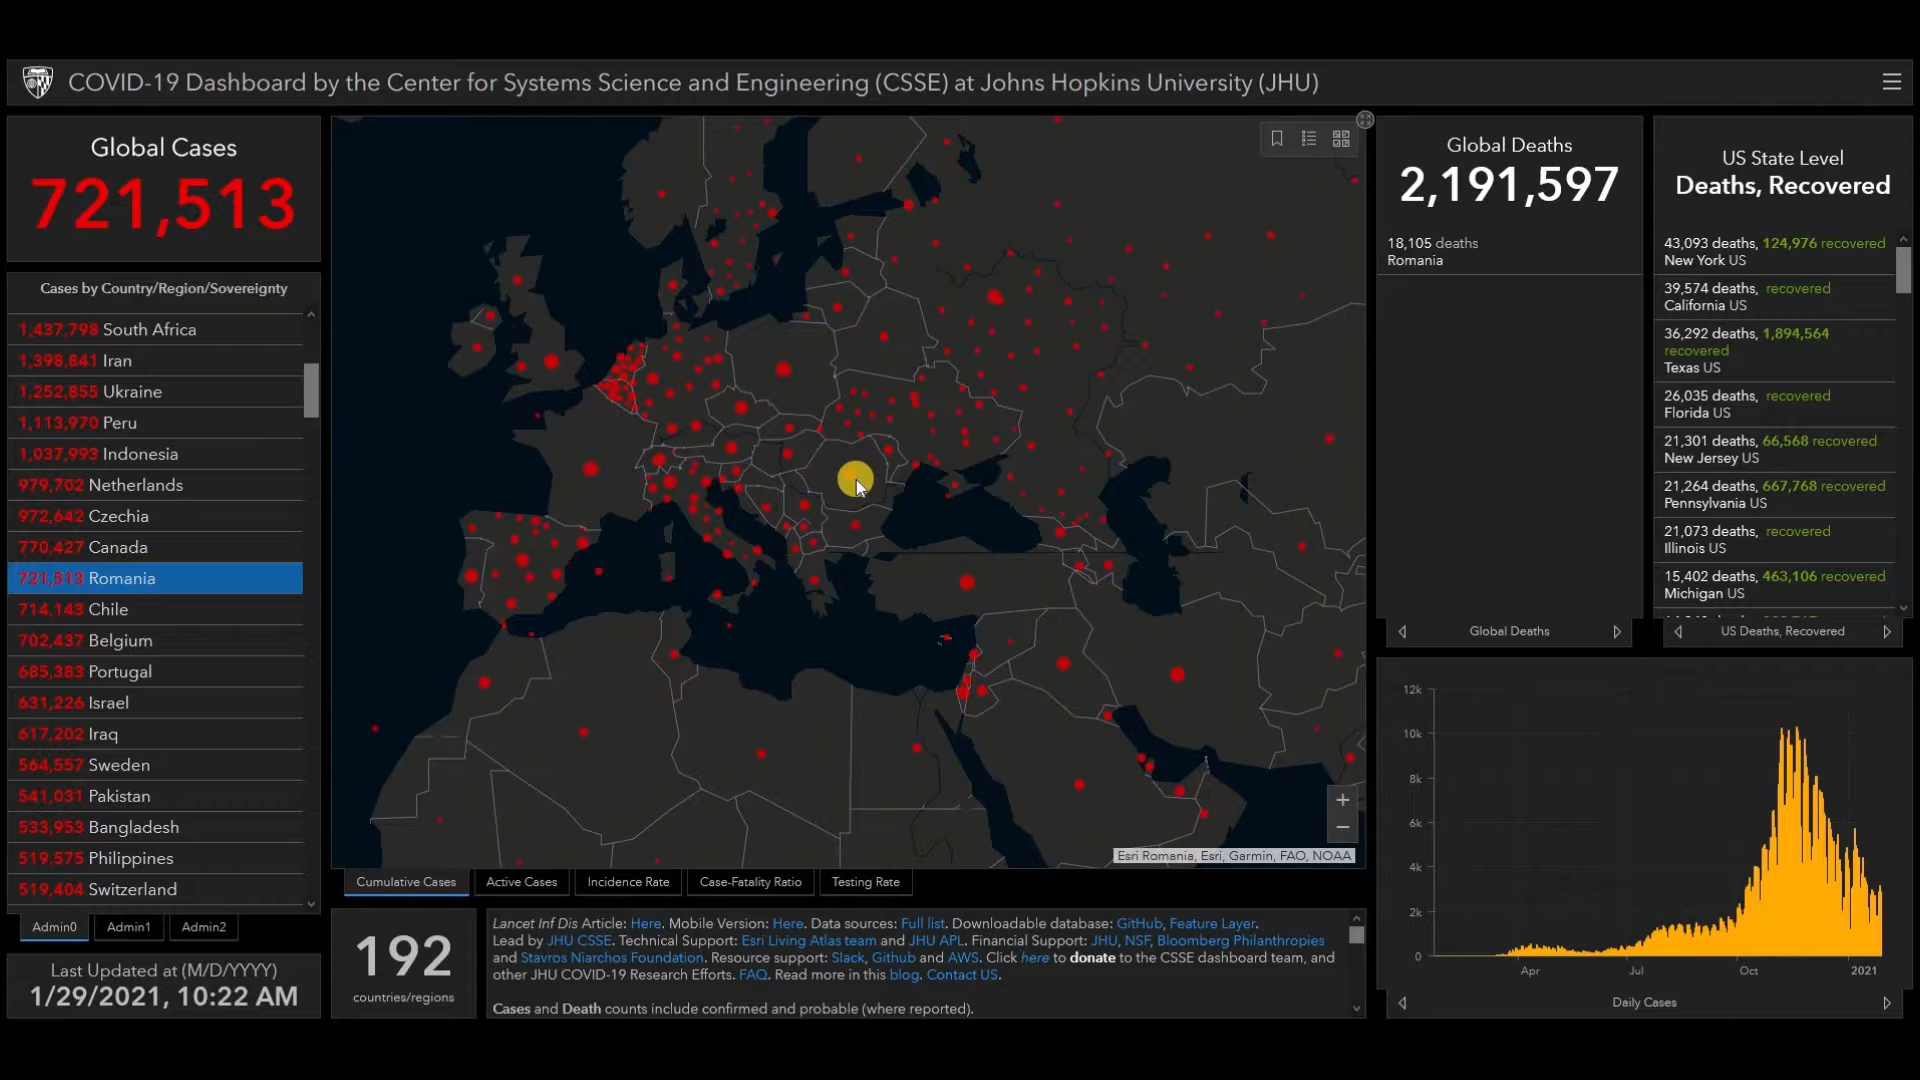 COVID-19 Dashboard by the Center for Systems Science and Engineering (CSSE) at Johns Hopkins University (JHU)
Global Cases
721,513
Cases by Country/Region/Sovereignty
1,437,798 South Africa
1,398,841 Iran
1,252,855 Ukraine
1,113,970 Peru
1,037,993 Indonesia
979,702 Netherlands
972,642 Czechia
770,427 Canada
721,513 Romania
714,143 Chile
702,437 Belgium
685,383 Portugal
631,226 Israel
617,202 Iraq
564,557 Sweden
541,031 Pakistan
533,953 Bangladesh
519,575 Philippines
519,404 Switzerland
Admin0 Admin1 Admin2
Last Updated at (M/D/YYYY)
1/29/2021, 10:22 AM
Esri Romania, Esri, Garmin, FAO, NOAA
Cumulative Cases Active Cases Incidence Rate Case-Fatality Ratio Testing Rate
192
countries/regions
Lancet Inf Dis Article: Here. Mobile Version: Here. Data sources: Full list. Downloadable database: GitHub, Feature Layer.
Lead by JHU CSSE. Technical Support: Esri Living Atlas team and JHU APL. Financial Support: JHU, NSF, Bloomberg Philanthropies
and Stavros Niarchos Foundation. Resource support: Slack, Github and AWS. Click here to donate to the CSSE dashboard team, and
other JHU COVID-19 Research Efforts. FAQ. Read more in this blog. Contact US.
Cases and Death counts include confirmed and probable (where reported).
Global Deaths
2,191,597
18,105 deaths
Romania
Global Deaths
US State Level
Deaths, Recovered
43,093 deaths, 124,976 recovered
New York US
39,574 deaths, recovered
California US
36,292 deaths, 1,894,564
recovered
Texas US
26,035 deaths, recovered
Florida US
21,301 deaths, 66,568 recovered
New Jersey US
21,264 deaths, 667,768 recovered
Pennsylvania US
21,073 deaths, recovered
Illinois US
15,402 deaths, 463,106 recovered
Michigan US
US Deaths, Recovered
12k
10k
8k
6k
4k
2k
0
Apr Jul Oct 2021
Daily Cases